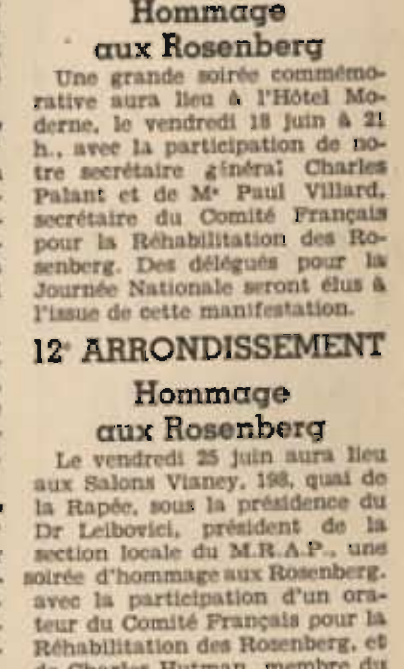 Hommage
aux Rosenberg
Une grande soirée commémo-
rative aura lieu à l'Hôtel Mo-
derne, le vendredi 18 juin à 21
h., avec la participation de no-
tre secrétaire général Charles
Palant et de Me Paul Villard,
secrétaire du Comité Français
pour la Réhabilitation des Ro-
senberg. Des délégués pour la
Journée Nationale seront élus à
l'issue de cette manifestation.
12e ARRONDISSEMENT
Hommage
aux Rosenberg
Le vendredi 25 juin aura lieu
aux Salons Vianey, 198, quai de
la Rapée, sous la présidence du
Dr Leibovici, président de la
section locale du M.R.A.P., une
soirée d'hommage aux Rosenberg.
avec la participation d'un ora-
teur du Comité Français pour la
Réhabilitation des Rosenberg, et
de Charles Hutman, membre du